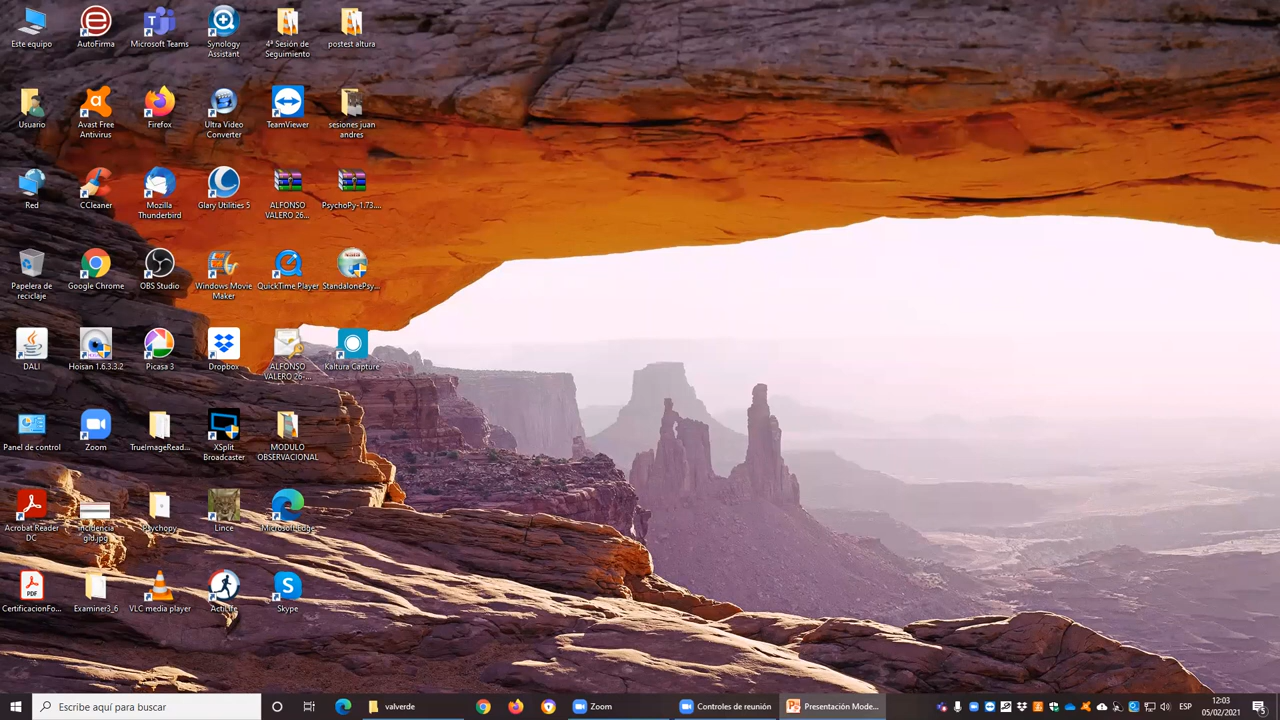 Este equipo
AutoFirma
Microsoft Teams
Synology
Assistant
4ª Sesión de
Seguimiento
postest altura
Usuario
Avast Free
Antivirus
Firefox
Ultra Video
Converter
TeamViewer
sesiones juan
andres
Red
CCleaner
Mozilla
Thunderbird
Glary Utilities 5
ALFONSO
VALERO 26...
PsychoPy-1.73....
Papelera de
reciclaje
Google Chrome
OBS Studio
Windows Movie
Maker
QuickTime Player
StandalonePsy...
DALI
Hoisan 1.6.3.3.2
Picasa 3
Dropbox
ALFONSO
VALERO 26-...
Kaltura Capture
Panel de control
Zoom
TrueImageRead...
XSplit
Broadcaster
MODULO
OBSERVACIONAL
Acrobat Reader
DC
incidencia
gld.jpg
Psychopy
Lince
Microsoft Edge
PDF
CertificacionFo...
Examiner3_6
VLC media player
ActiLife
Skype
Escribe aquí para buscar
valverde
Zoom
Controles de reunión
Presentación Mode...
ESP
12:03
05/02/2021